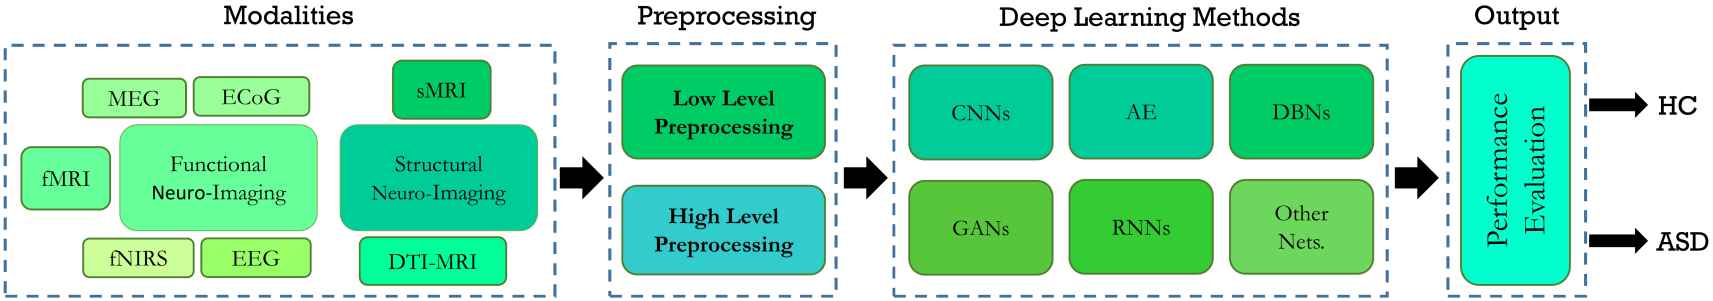 Modalities
MEG
ECoG
sMRI
fMRI
Functional
Neuro-Imaging
Structural
Neuro-Imaging
fNIRS
EEG
DTI-MRI
Preprocessing
Low Level
Preprocessing
High Level
Preprocessing
Deep Learning Methods
CNNs
AE
DBNs
GANs
RNNs
Other
Nets.
Output
Performance
Evaluation
HC
ASD